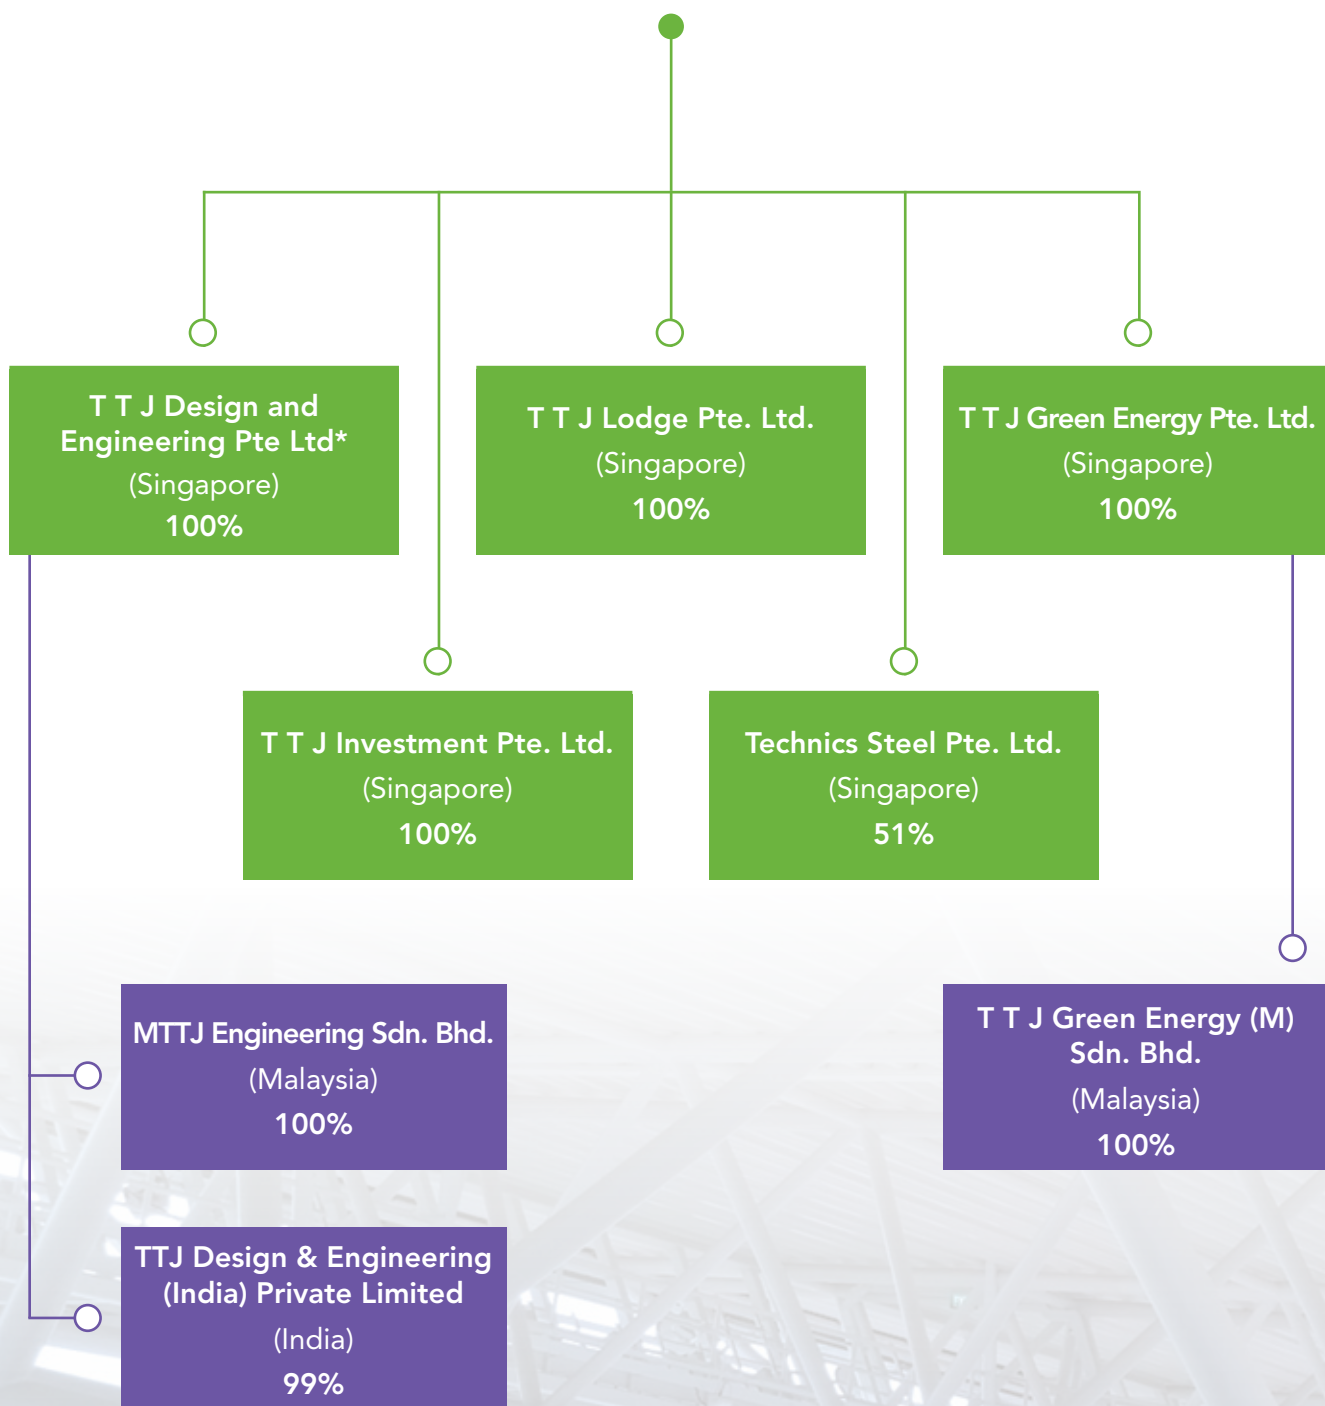 T T J Design and
Engineering Pte Ltd*
(Singapore)
100%
T T J Lodge Pte. Ltd.
(Singapore)
100%
T T J Green Energy Pte. Ltd.
(Singapore)
100%
T T J Investment Pte. Ltd.
(Singapore)
100%
Technics Steel Pte. Ltd.
(Singapore)
51%
MTTJ Engineering Sdn. Bhd.
(Malaysia)
100%
T T J Green Energy (M)
Sdn. Bhd.
(Malaysia)
100%
TTJ Design & Engineering
(India) Private Limited
(India)
99%